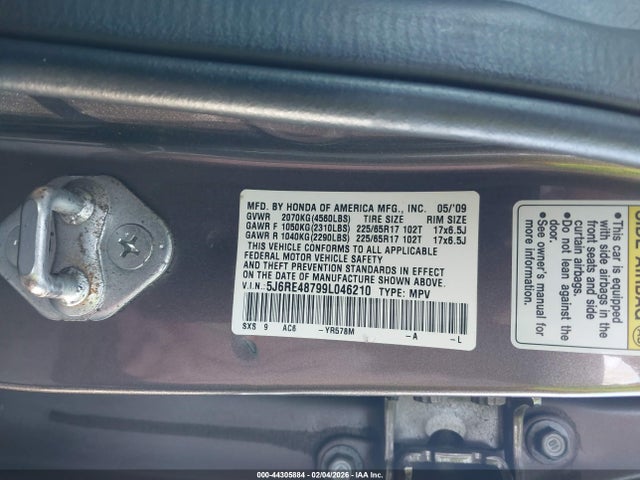 MFD. BY HONDA OF AMERICA MFG., INC. 05/'09
GVWR 2070KG(4560LBS) TIRE SIZE RIM SIZE
GAWR F 1050KG(2310LBS) 225/65R17 102T 17x6.5J
GAWR R 1040KG(2290LBS) 225/65R17 102T 17x6.5J
THIS VEHICLE CONFORMS TO ALL APPLICABLE
FEDERAL MOTOR VEHICLE SAFETY
AND THEFT PREVENTION STANDARDS IN EFFECT
ON THE DATE OF MANUFACTURE SHOWN ABOVE.
V.I.N.: 5J6RE48799L046210 TYPE: MPV
SXS 9 AC6 -YR578M -A -L
•This car is equipped
with side airbags in the
front seats and side
curtain airbags.
•Do not lean against the
door.
•See owner's manual for
more information.
SIDE AIRBAG
00-44305884 | 02/04/2026 | IAA Inc.